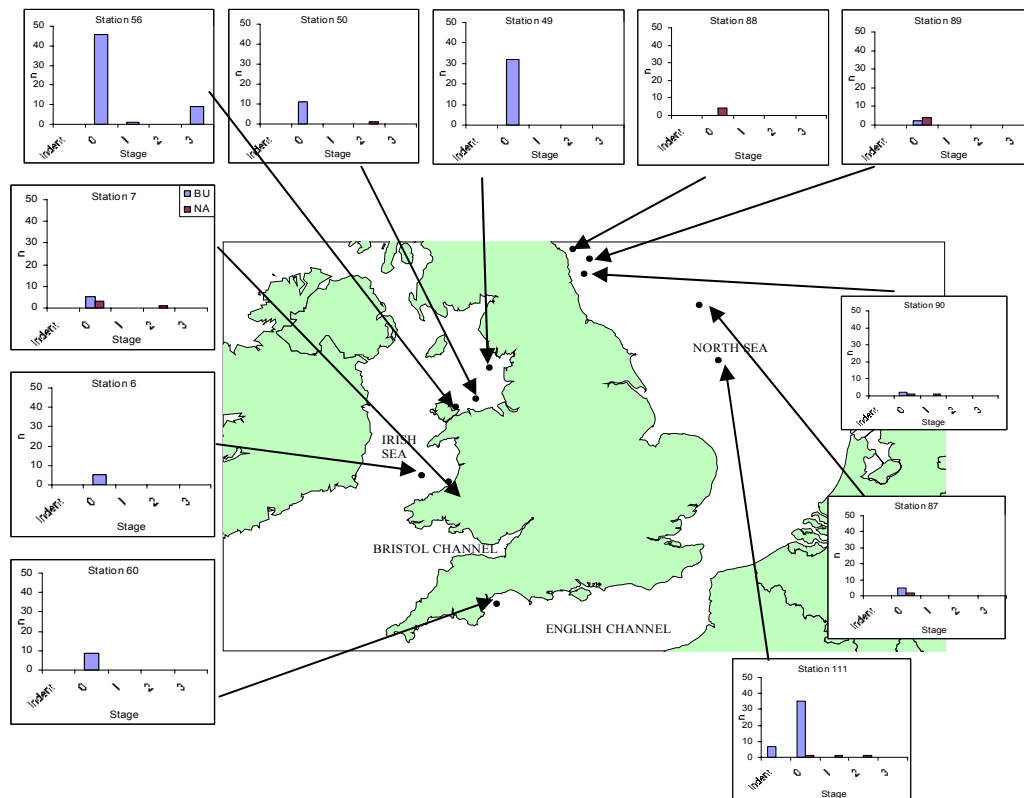 Station 56
50
40
30
20
10
0
n
Indent
0
1
2
3
Stage
Station 50
50
40
30
20
10
0
n
Indent
0
1
2
3
Stage
Station 49
50
40
30
20
10
0
n
Indent
0
1
2
3
Stage
Station 88
50
40
30
20
10
0
n
Indent
0
1
2
3
Stage
Station 89
50
40
30
20
10
0
n
Indent
0
1
2
3
Stage
Station 7
BU
NA
50
40
30
20
10
0
n
Indent
0
1
2
3
Stage
Station 90
50
40
30
20
10
0
n
Indent
0
1
2
3
Stage
NORTH SEA
Station 6
50
40
30
20
10
0
n
Indent
0
1
2
3
Stage
IRISH
SEA
Station 87
50
40
30
20
10
0
n
Indent
0
1
2
3
Stage
BRISTOL CHANNEL
Station 60
50
40
30
20
10
0
n
Indent
0
1
2
3
Stage
ENGLISH CHANNEL
Station 111
50
40
30
20
10
0
n
Indent
0
1
2
3
Stage